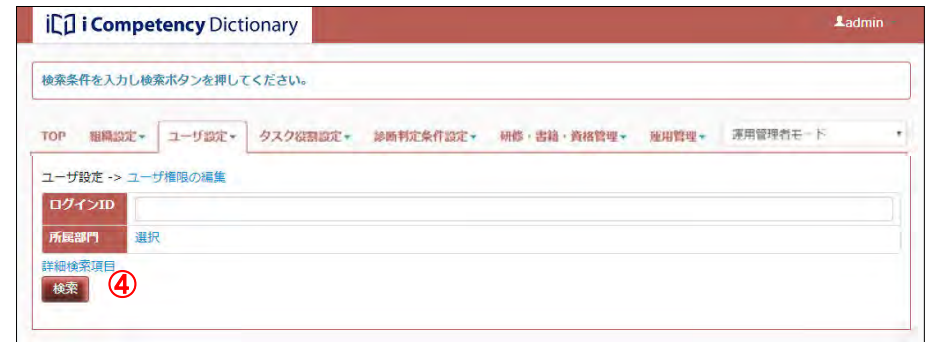 iCD i Competency Dictionary
admin
検索条件を入力し検索ボタンを押してください。
TOP 組織設定 ユーザ設定 タスク役割設定 診断判定条件設定 研修・書籍・資格管理 運用管理 運用管理者モード
ユーザ設定 -> ユーザ権限の編集
ログインID
所属部門 選択
詳細検索項目
検索 ④